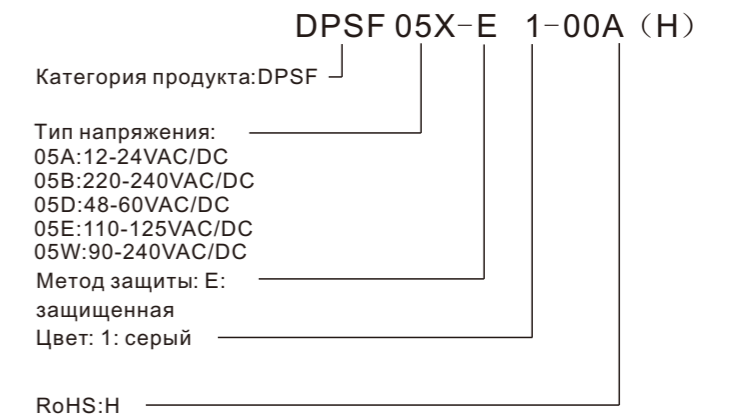 DPSF 05X-E 1-00A（H）
Категория продукта:DPSF
Тип напряжения:
05A:12-24VAC/DC
05B:220-240VAC/DC
05D:48-60VAC/DC
05E:110-125VAC/DC
05W:90-240VAC/DC
Метод защиты: E:
защищенная
Цвет: 1: серый
RoHS:H